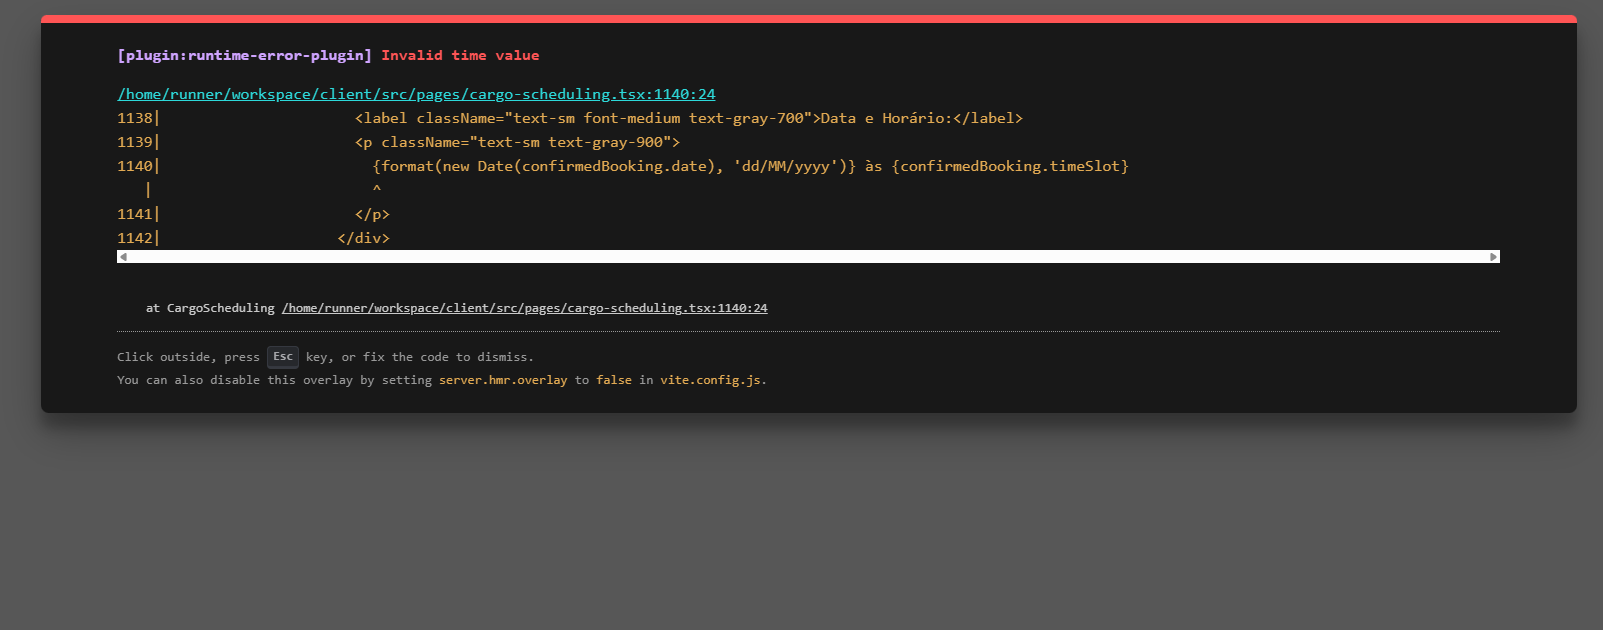 [plugin:runtime-error-plugin] Invalid time value
/home/runner/workspace/client/src/pages/cargo-scheduling.tsx:1140:24
1138|                      <label className="text-sm font-medium text-gray-700">Data e Horário:</label>
1139|                      <p className="text-sm text-gray-900">
1140|                        {format(new Date(confirmedBooking.date), 'dd/MM/yyyy')} às {confirmedBooking.timeSlot}
   |                         ^
1141|                      </p>
1142|                    </div>
at CargoScheduling /home/runner/workspace/client/src/pages/cargo-scheduling.tsx:1140:24
Click outside, press Esc key, or fix the code to dismiss.
You can also disable this overlay by setting server.hmr.overlay to false in vite.config.js.